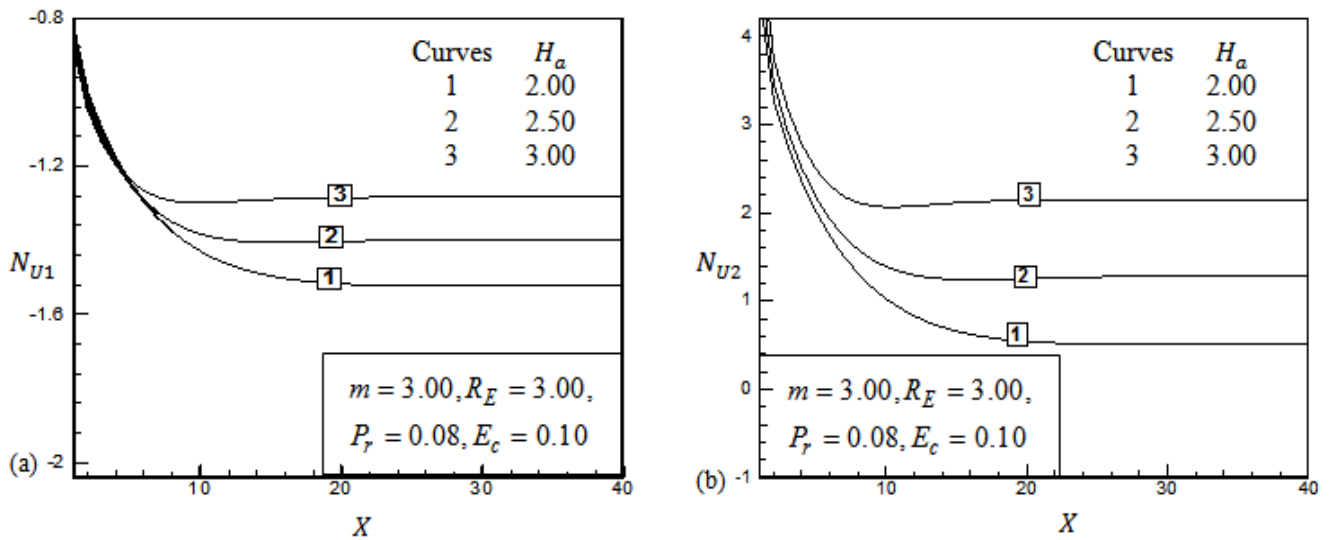 -0.8
Curves Hₐ
1 2.00
2 2.50
3 3.00
-1.2
3
2
N_U1
1
-1.6
m = 3.00, R_E = 3.00,
P_r = 0.08, E_c = 0.10
(a) -2
10 20 30 40
X
4
Curves Hₐ
1 2.00
2 2.50
3 3.00
3
3
2
N_U2
2
1
1
0
m = 3.00, R_E = 3.00,
P_r = 0.08, E_c = 0.10
(b) -1
10 20 30 40
X